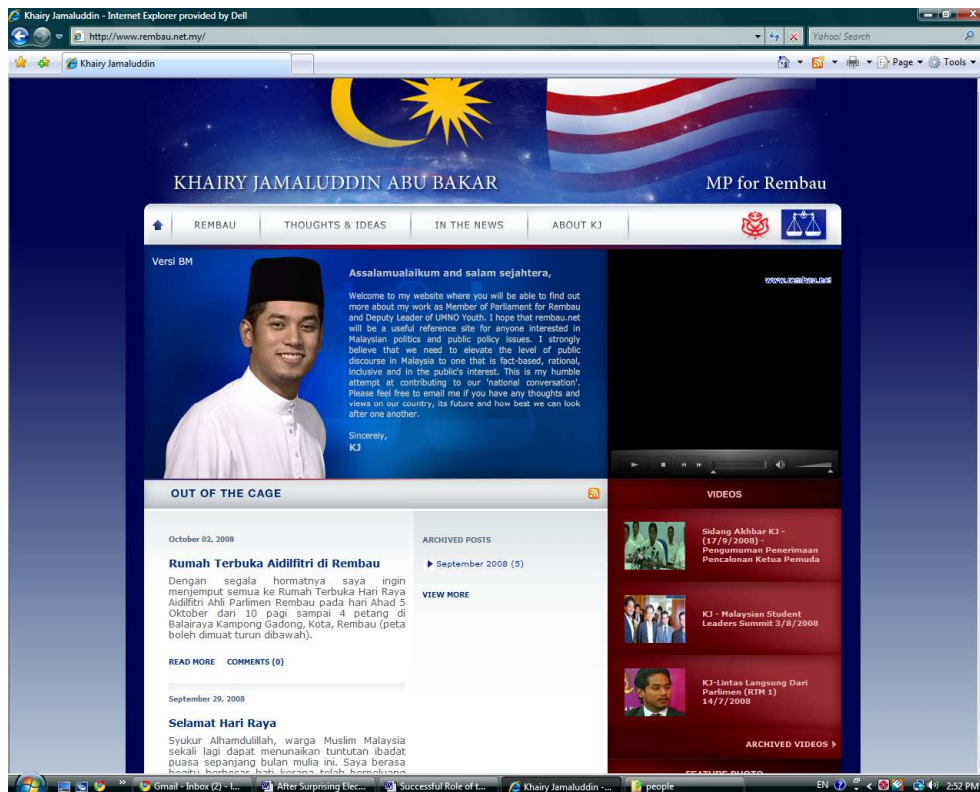 Khairy Jamaluddin - Internet Explorer provided by Dell
http://www.rembau.net.my/
Yahoo! Search
Khairy Jamaluddin
Page
Tools
KHAIRY JAMALUDDIN ABU BAKAR
MP for Rembau
REMBAU
THOUGHTS & IDEAS
IN THE NEWS
ABOUT KJ
Versi BM
Assalamualaikum and salam sejahtera,
Welcome to my website where you will be able to find out
more about my work as Member of Parliament for Rembau
and Deputy Leader of UMNO Youth. I hope that rembau.net
will be a useful reference site for anyone interested in
Malaysian politics and public policy issues. I strongly
believe that we need to elevate the level of public
discourse in Malaysia to one that is fact-based, rational,
inclusive and in the public's interest. This is my humble
attempt at contributing to our 'national conversation'.
Please feel free to email me if you have any thoughts and
views on our country, its future and how best we can look
after one another.
Sincerely,
KJ
www.rembau.net
OUT OF THE CAGE
October 02, 2008
Rumah Terbuka Aidilfitri di Rembau
Dengan segala hormatnya saya ingin
menjemput semua ke Rumah Terbuka Hari Raya
Aidilfitri Ahli Parlimen Rembau pada hari Ahad 5
Oktober dari 10 pagi sampai 4 petang di
Balairaya Kampong Gadong, Kota, Rembau (peta
boleh dimuat turun dibawah).
READ MORE COMMENTS (0)
September 29, 2008
Selamat Hari Raya
Syukur Alhamdulillah, warga Muslim Malaysia
sekali lagi dapat menunaikan tuntutan ibadat
puasa sepanjang bulan mulia ini. Saya berasa
begitu berbesar hati kerana telah berpeluang
ARCHIVED POSTS
September 2008 (5)
VIEW MORE
VIDEOS
Sidang Akhbar KJ -
(17/9/2008) -
Pengumuman Penerimaan
Pencalonan Ketua Pemuda
KJ - Malaysian Student
Leaders Summit 3/8/2008
KJ-Lintas Langsung Dari
Parlimen (RTM 1)
14/7/2008
ARCHIVED VIDEOS
FEATURE PHOTO
Gmail - Inbox (2) - L...
After Surprising Elec...
Successful Role of t...
Khairy Jamaluddin -...
people
EN
2:52 PM